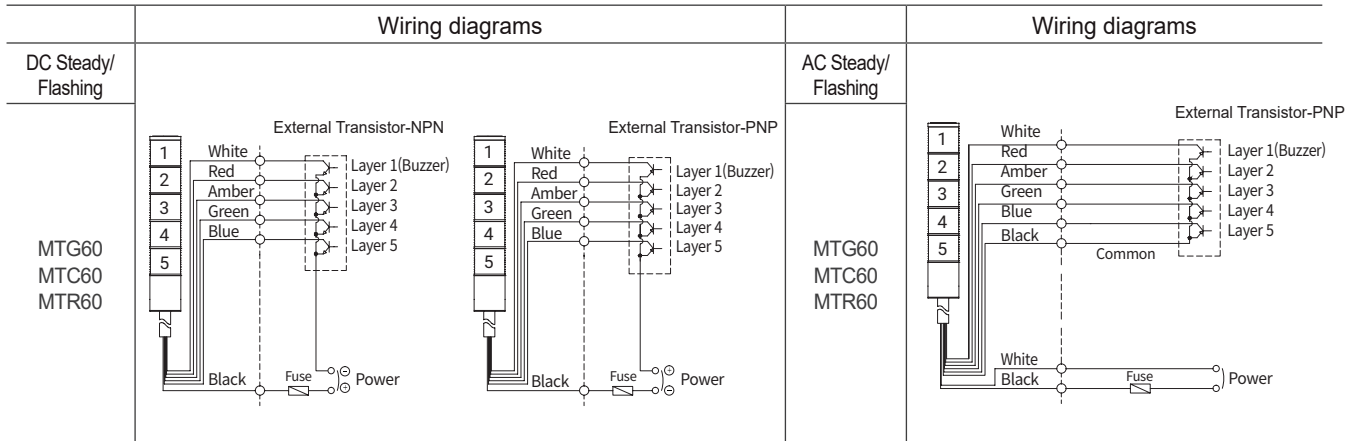 Wiring diagrams
Wiring diagrams
DC Steady/
Flashing
MTG60
MTC60
MTR60
External Transistor-NPN
1
2
3
4
5
White
Red
Amber
Green
Blue
Layer 1(Buzzer)
Layer 2
Layer 3
Layer 4
Layer 5
Black
Fuse
⊖
⊕
Power
External Transistor-PNP
1
2
3
4
5
White
Red
Amber
Green
Blue
Layer 1(Buzzer)
Layer 2
Layer 3
Layer 4
Layer 5
Black
Fuse
⊕
⊖
Power
AC Steady/
Flashing
MTG60
MTC60
MTR60
External Transistor-PNP
1
2
3
4
5
White
Red
Amber
Green
Blue
Black
Common
Layer 1(Buzzer)
Layer 2
Layer 3
Layer 4
Layer 5
White
Black
Fuse
Power